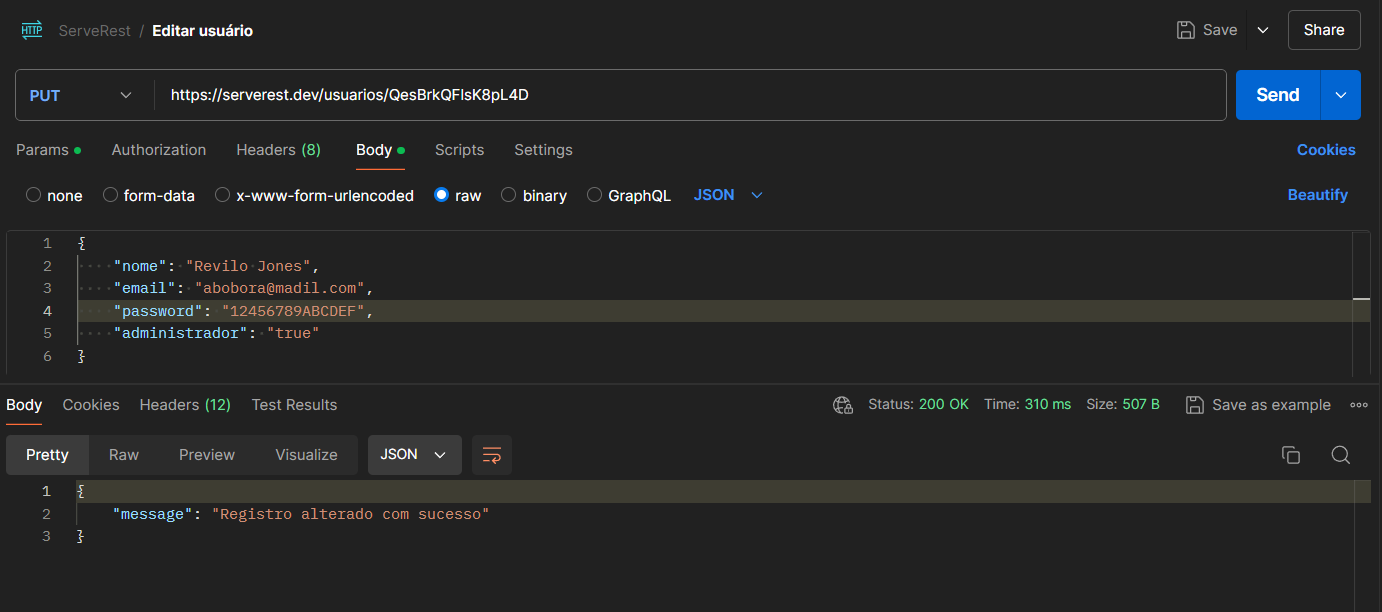 HTTP ServeRest / Editar usuário Save Share
PUT https://serverest.dev/usuarios/QesBrkQFlsK8pL4D Send
Params Authorization Headers (8) Body Scripts Settings Cookies
none form-data x-www-form-urlencoded raw binary GraphQL JSON Beautify
1 {
2 "nome": "Revilo Jones",
3 "email": "abobora@madil.com",
4 "password": "12456789ABCDEF",
5 "administrador": "true"
6 }
Body Cookies Headers (12) Test Results Status: 200 OK Time: 310 ms Size: 507 B Save as example
Pretty Raw Preview Visualize JSON
1 {
2 "message": "Registro alterado com sucesso"
3 }